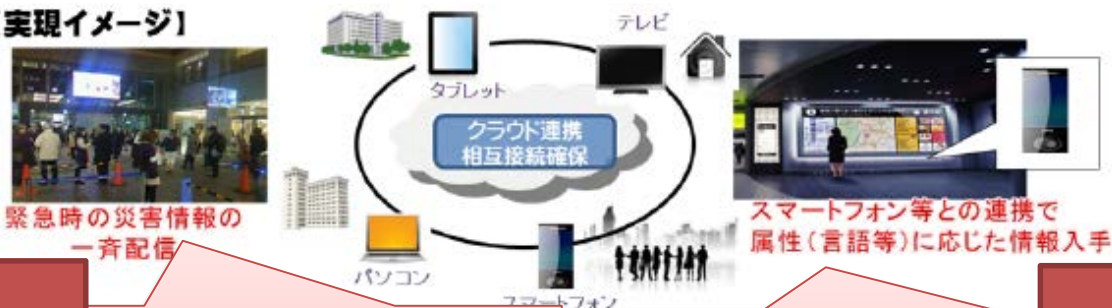 実現イメージ】
テレビ
タブレット
クラウド連携
相互接続確保
緊急時の災害情報の
一斉配信
スマートフォン等との連携で
属性(言語等)に応じた情報入手
パソコン
スマートフォン